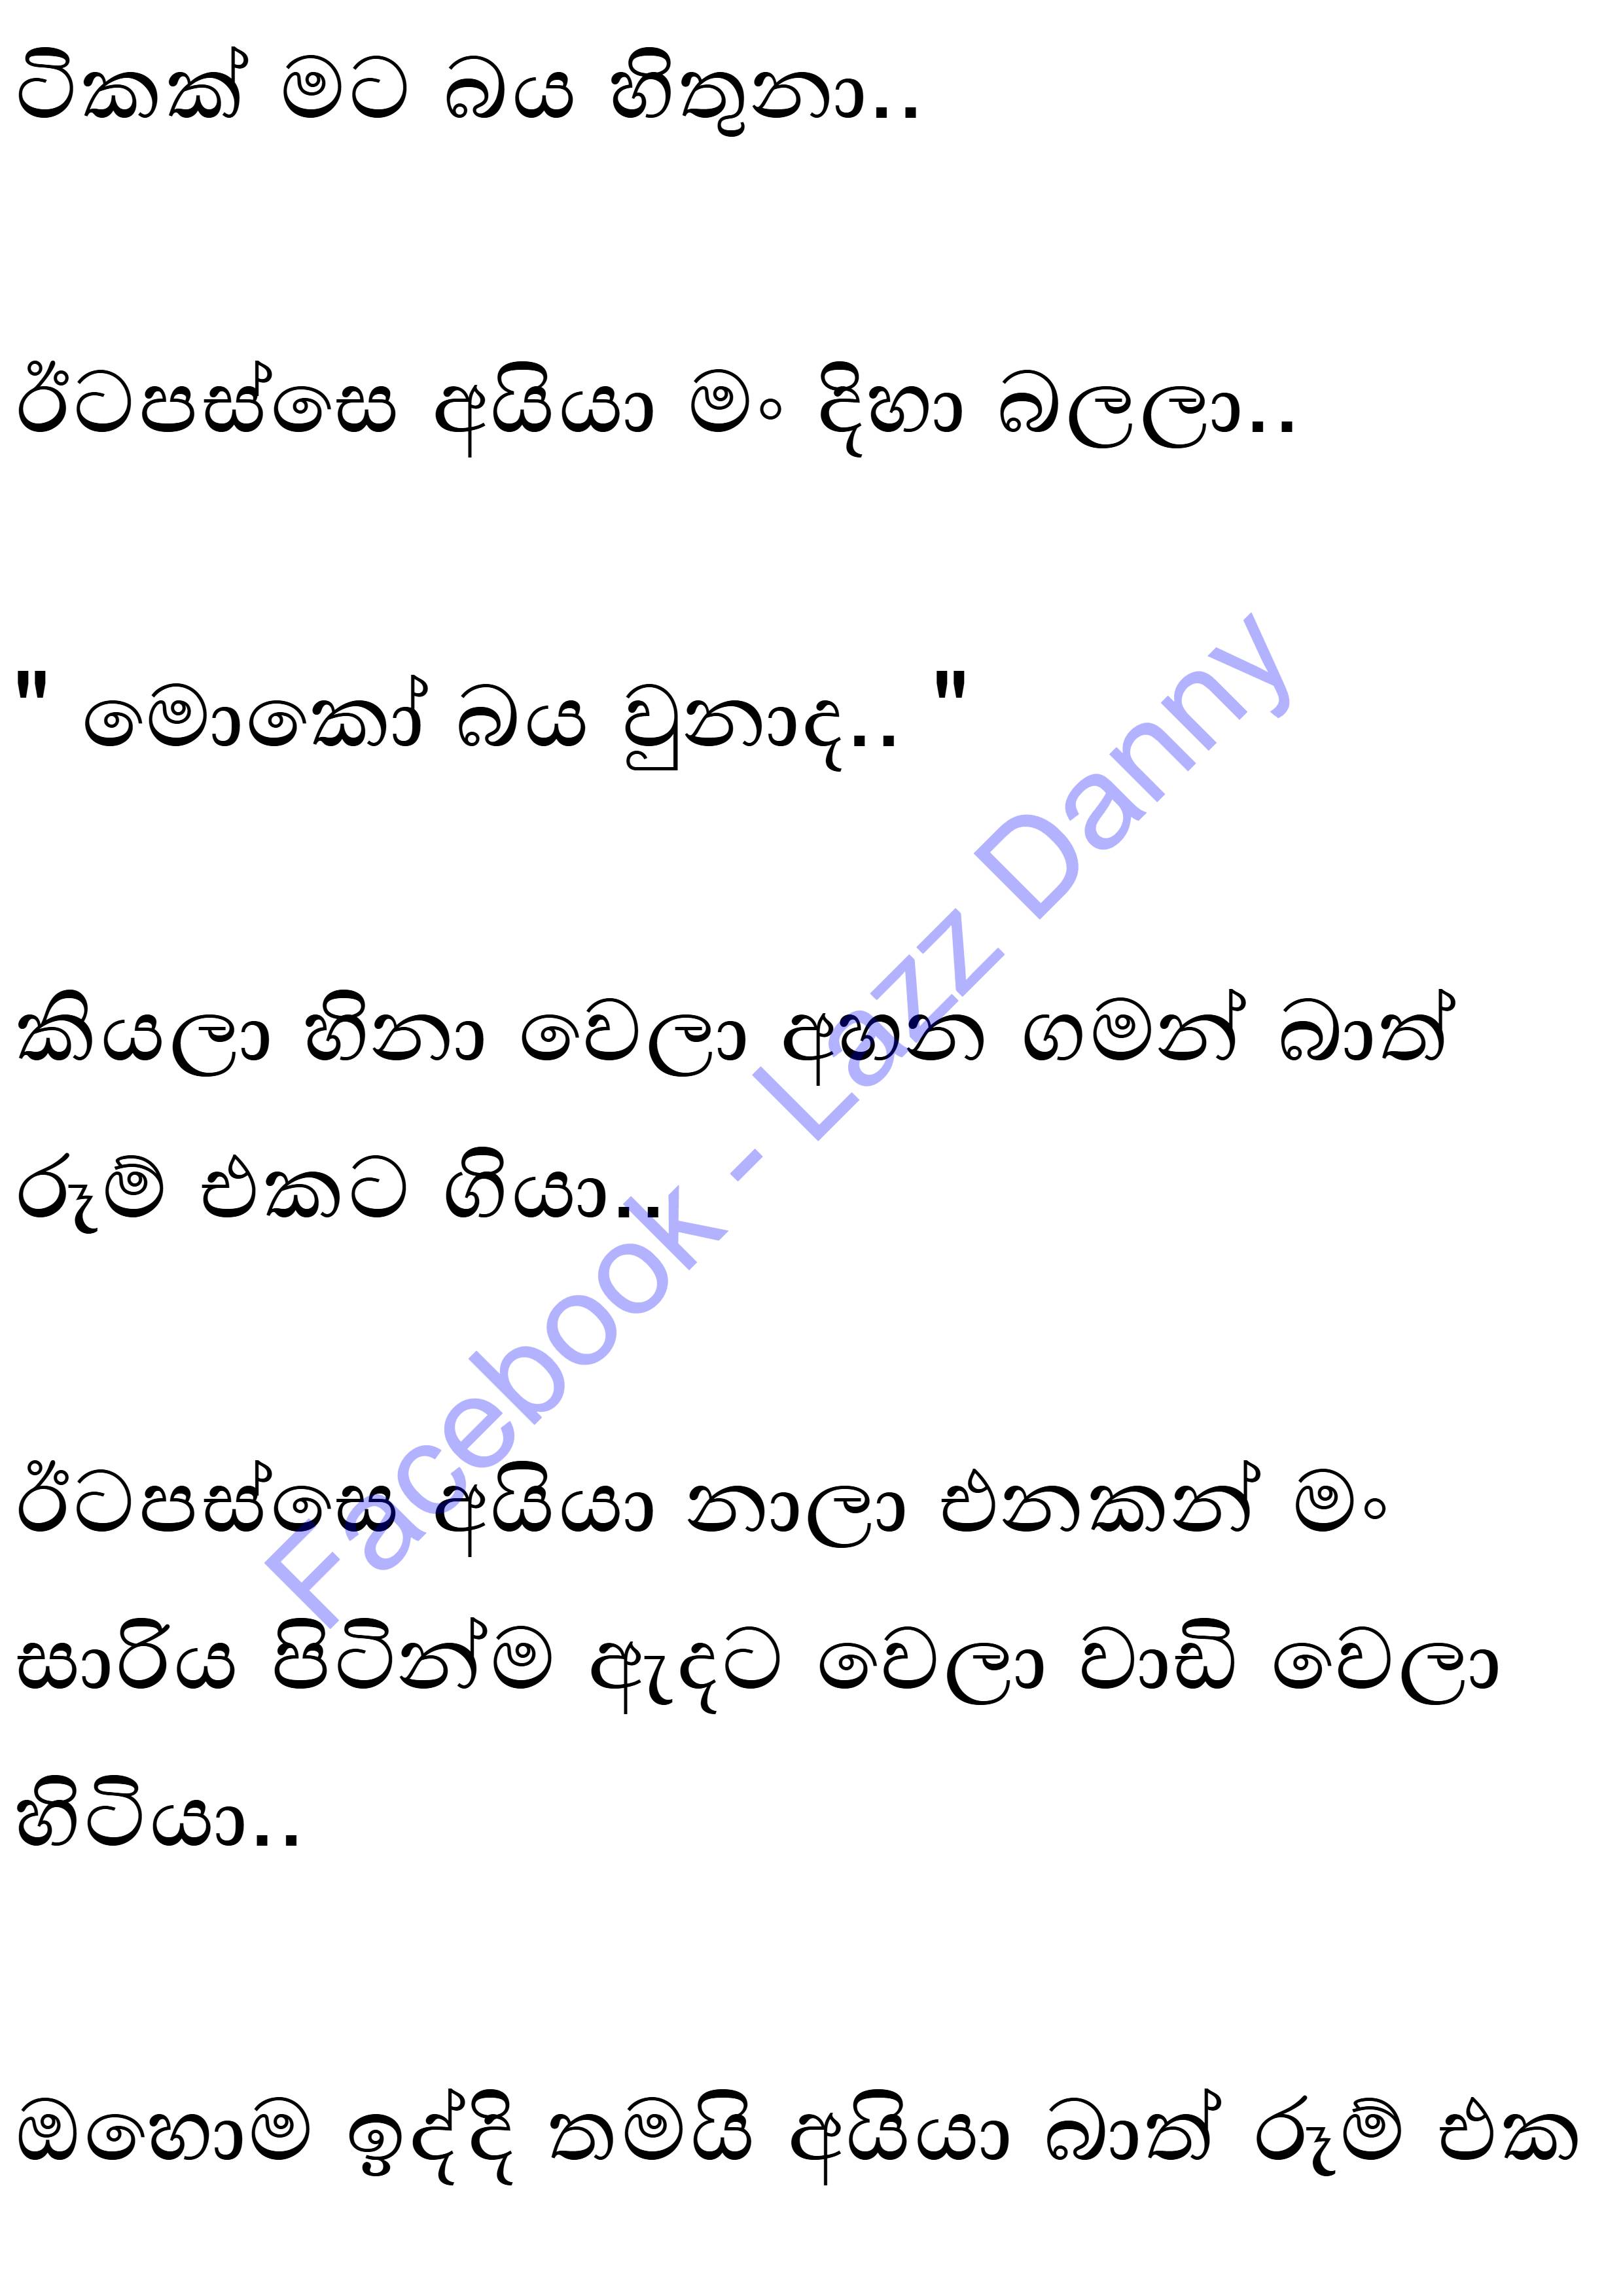 ටිකක් මට බය හිතුනා..
ඊටපස්සෙ අයියා මං දිහා බලලා..
" මොකෝ බය වුනාද.. "
කියලා හිනා වෙලා අහන ගමන් බාත්
රූම් එකට ගියා..
ඊටපස්සෙ අයියා නාලා එනකන් මං
සාරිය පිටින්ම ඇදට වෙලා වාඩි වෙලා
හිටියා..
ඔහොම ඉද්දි තමයි අයියා බාත් රූම් එක
Facebook - Lazz Danny